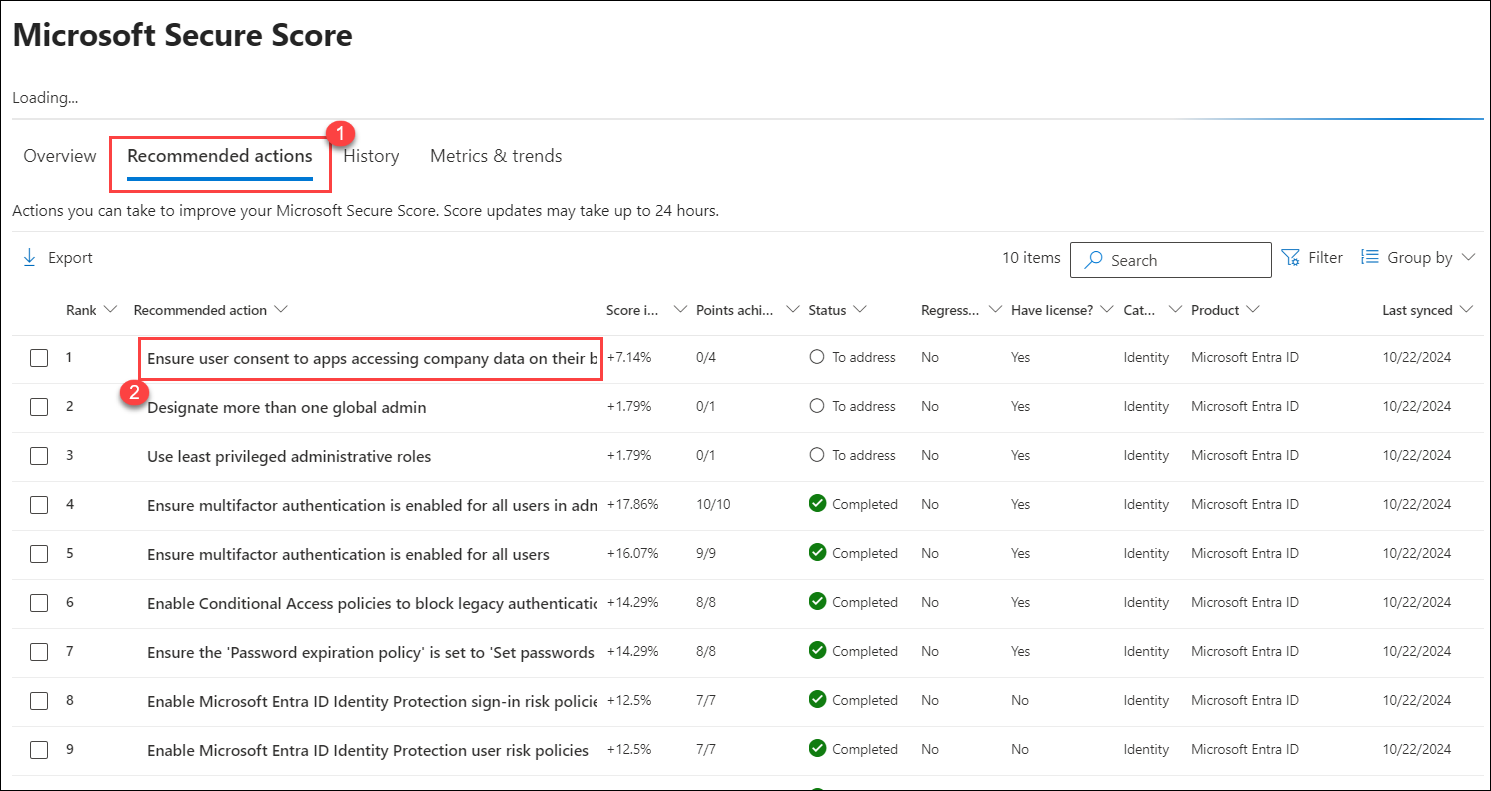 Microsoft Secure Score
Loading...
1
Overview Recommended actions History Metrics & trends
Actions you can take to improve your Microsoft Secure Score. Score updates may take up to 24 hours.
Export 10 items Search Filter Group by
Rank Recommended action Score i... Points achi... Status Regress... Have license? Cat... Product Last synced
1 Ensure user consent to apps accessing company data on their b +7.14% 0/4 To address No Yes Identity Microsoft Entra ID 10/22/2024
2
2 Designate more than one global admin +1.79% 0/1 To address No Yes Identity Microsoft Entra ID 10/22/2024
3 Use least privileged administrative roles +1.79% 0/1 To address No Yes Identity Microsoft Entra ID 10/22/2024
4 Ensure multifactor authentication is enabled for all users in adn +17.86% 10/10 Completed No Yes Identity Microsoft Entra ID 10/22/2024
5 Ensure multifactor authentication is enabled for all users +16.07% 9/9 Completed No Yes Identity Microsoft Entra ID 10/22/2024
6 Enable Conditional Access policies to block legacy authenticatic +14.29% 8/8 Completed No Yes Identity Microsoft Entra ID 10/22/2024
7 Ensure the 'Password expiration policy' is set to 'Set passwords +14.29% 8/8 Completed No Yes Identity Microsoft Entra ID 10/22/2024
8 Enable Microsoft Entra ID Identity Protection sign-in risk policie +12.5% 7/7 Completed No No Identity Microsoft Entra ID 10/22/2024
9 Enable Microsoft Entra ID Identity Protection user risk policies +12.5% 7/7 Completed No No Identity Microsoft Entra ID 10/22/2024